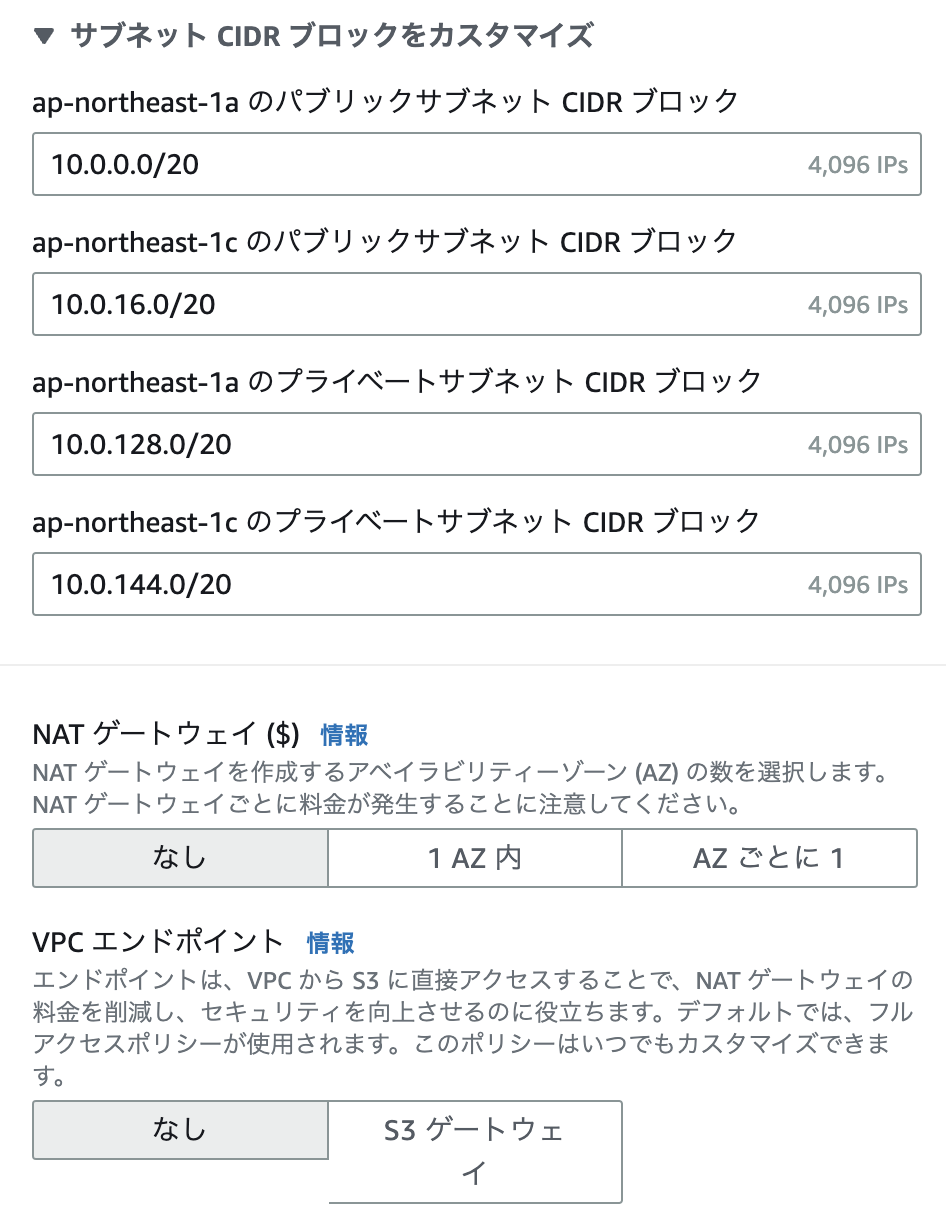 ▼ サブネット CIDR ブロックをカスタマイズ
ap-northeast-1a のパブリックサブネット CIDR ブロック
10.0.0.0/20 4,096 IPs
ap-northeast-1c のパブリックサブネット CIDR ブロック
10.0.16.0/20 4,096 IPs
ap-northeast-1a のプライベートサブネット CIDR ブロック
10.0.128.0/20 4,096 IPs
ap-northeast-1c のプライベートサブネット CIDR ブロック
10.0.144.0/20 4,096 IPs
NAT ゲートウェイ ($) 情報
NAT ゲートウェイを作成するアベイラビリティーゾーン (AZ) の数を選択します。
NAT ゲートウェイごとに料金が発生することに注意してください。
なし 1 AZ 内 AZ ごとに 1
VPC エンドポイント 情報
エンドポイントは、VPC から S3 に直接アクセスすることで、NAT ゲートウェイの
料金を削減し、セキュリティを向上させるのに役立ちます。デフォルトでは、フル
アクセスポリシーが使用されます。このポリシーはいつでもカスタマイズできま
す。
なし S3 ゲートウェ
イ